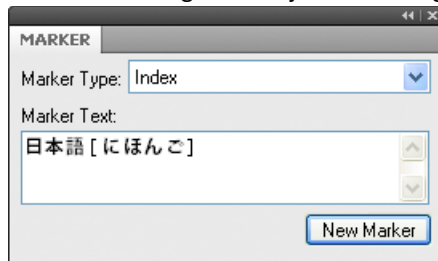 MARKER
Marker Type: Index
Marker Text:
日本語 [ にほんご ]
New Marker